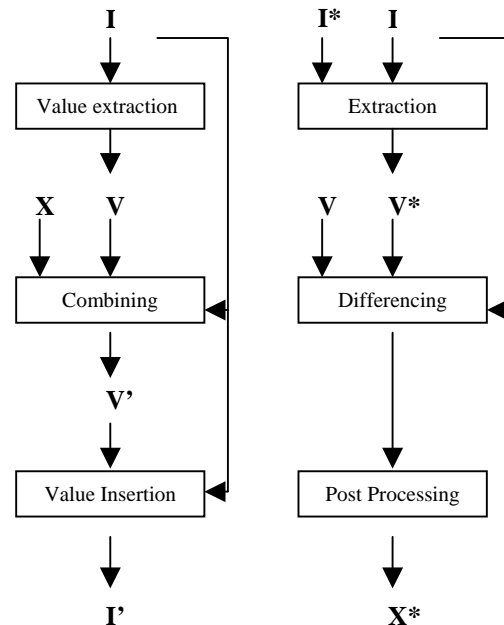 I
Value extraction
X V
Combining
V’
Value Insertion
I’
I* I
Extraction
V V*
Differencing
Post Processing
X*